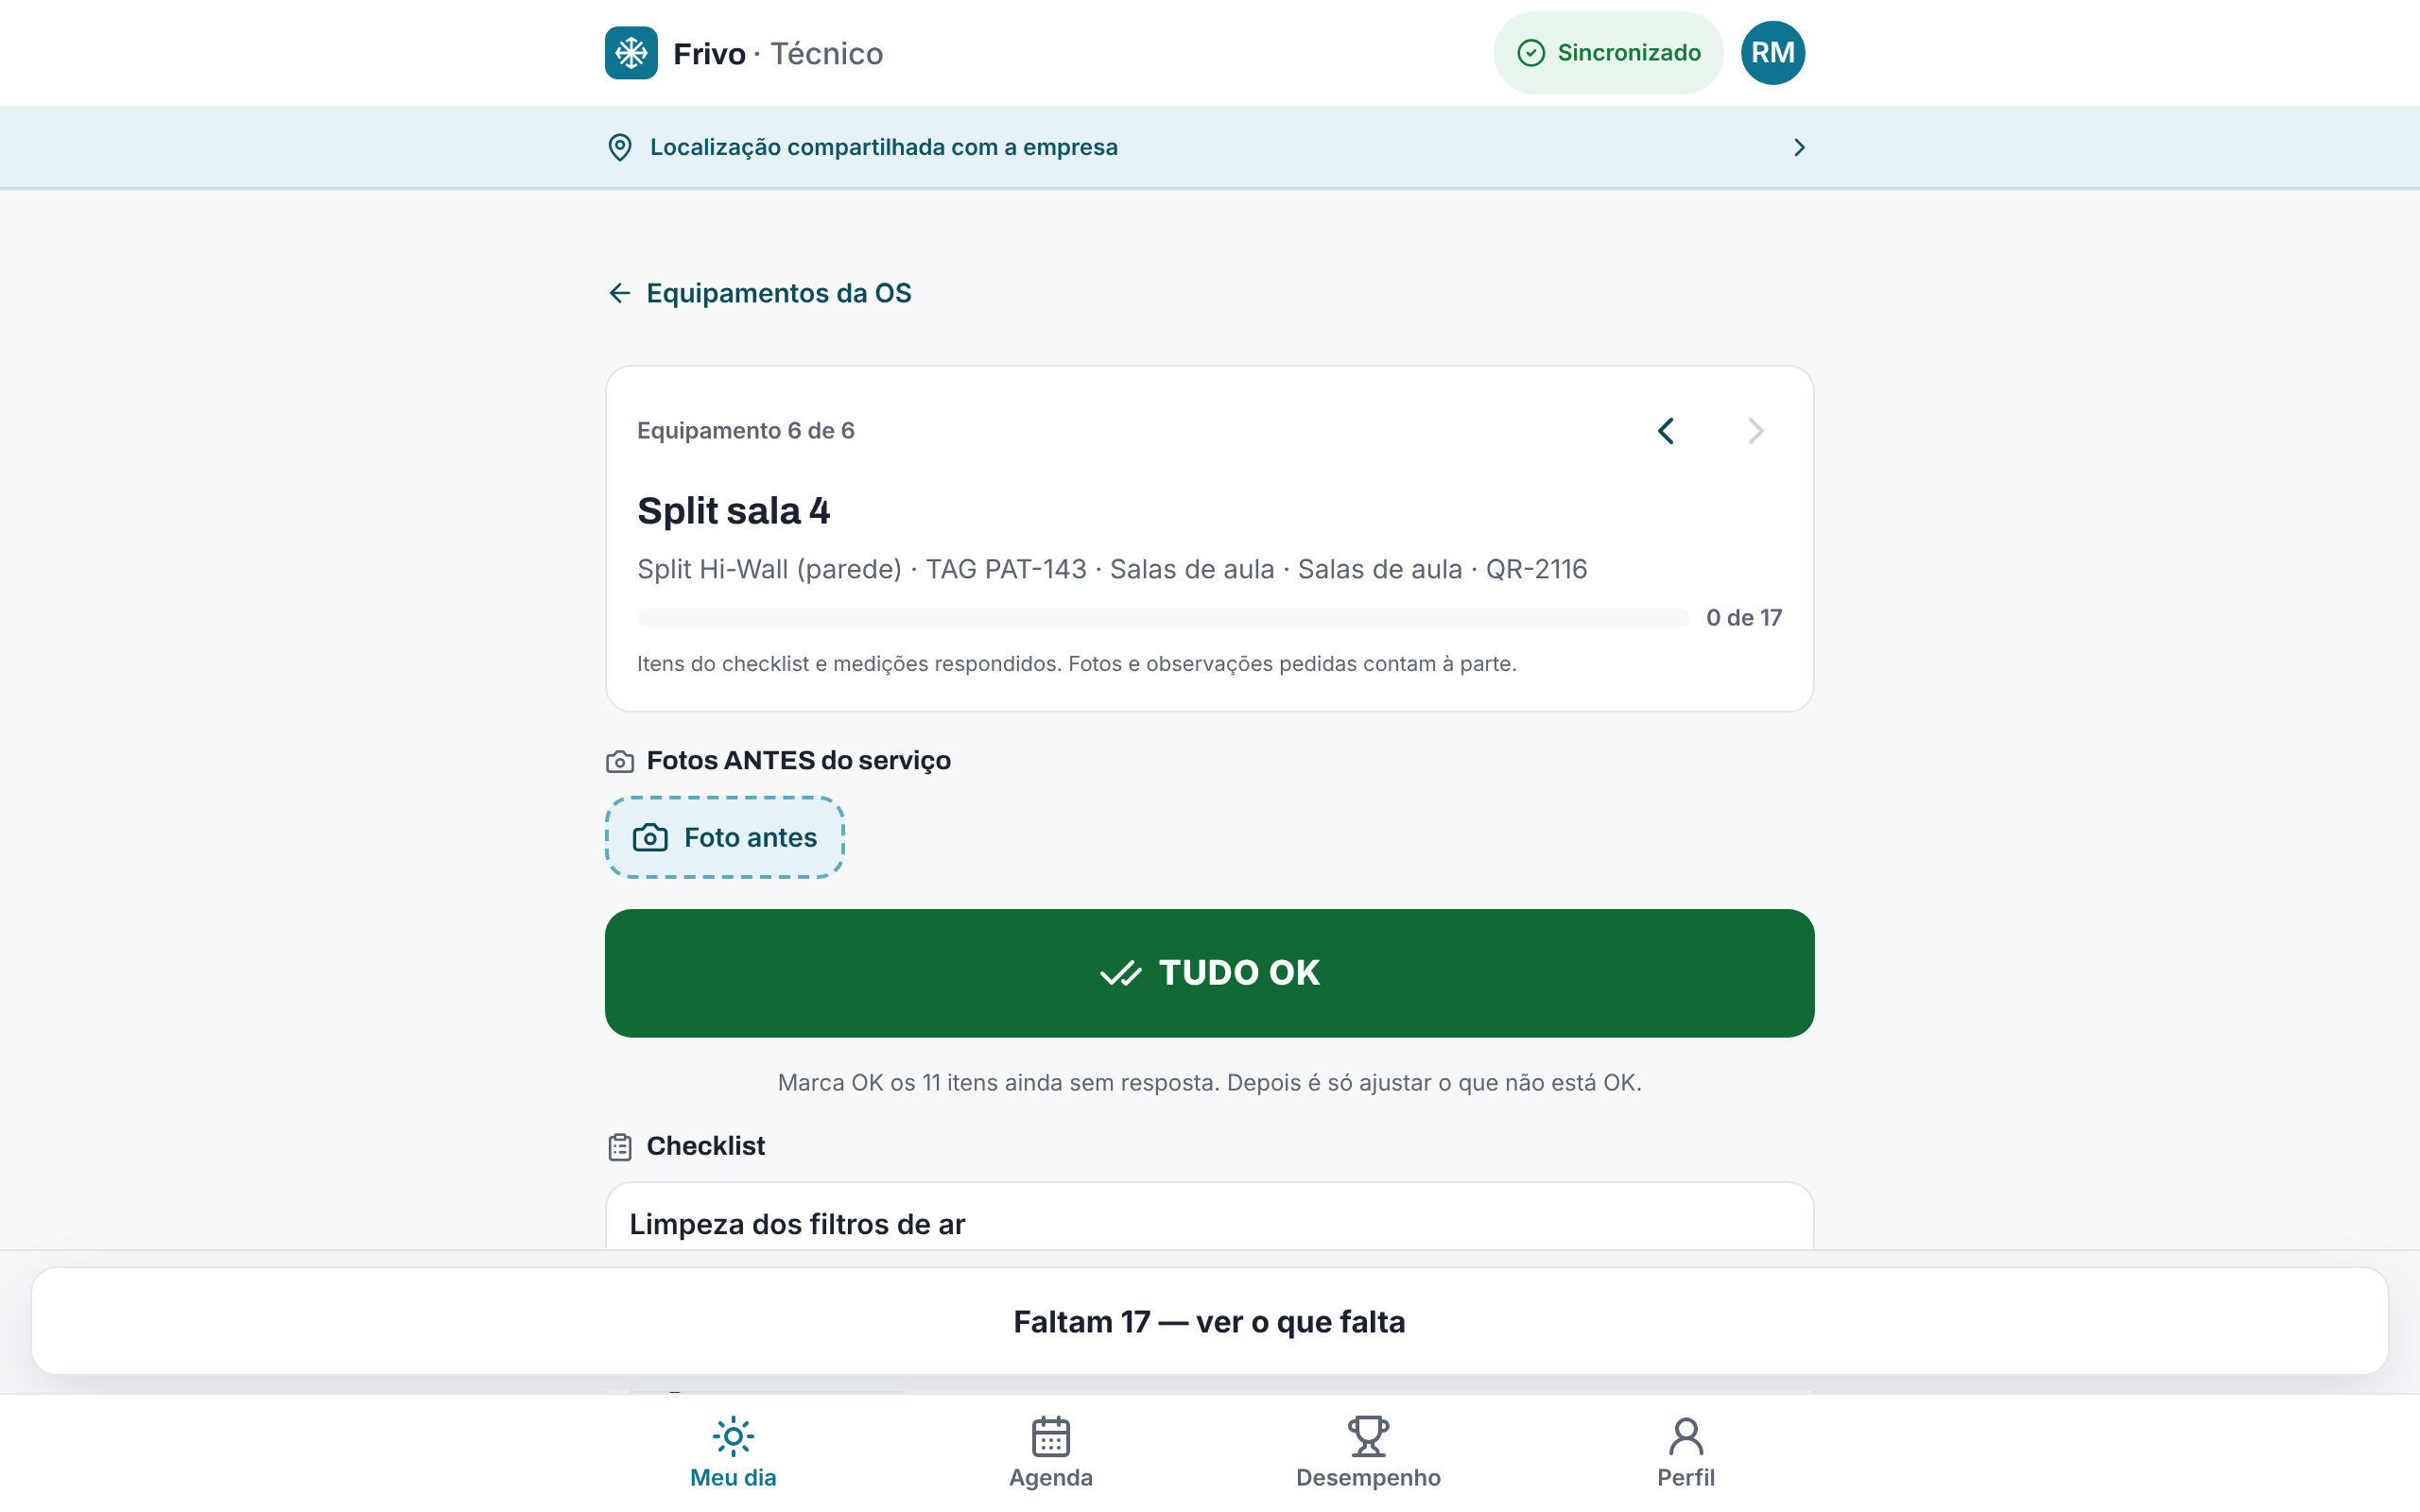 Frivo · Técnico
Sincronizado
RM
Localização compartilhada com a empresa
Equipamentos da OS
Equipamento 6 de 6
Split sala 4
Split Hi-Wall (parede) · TAG PAT-143 · Salas de aula · Salas de aula · QR-2116
0 de 17
Itens do checklist e medições respondidos. Fotos e observações pedidas contam à parte.
Fotos ANTES do serviço
Foto antes
TUDO OK
Marca OK os 11 itens ainda sem resposta. Depois é só ajustar o que não está OK.
Checklist
Limpeza dos filtros de ar
Faltam 17 — ver o que falta
Meu dia
Agenda
Desempenho
Perfil